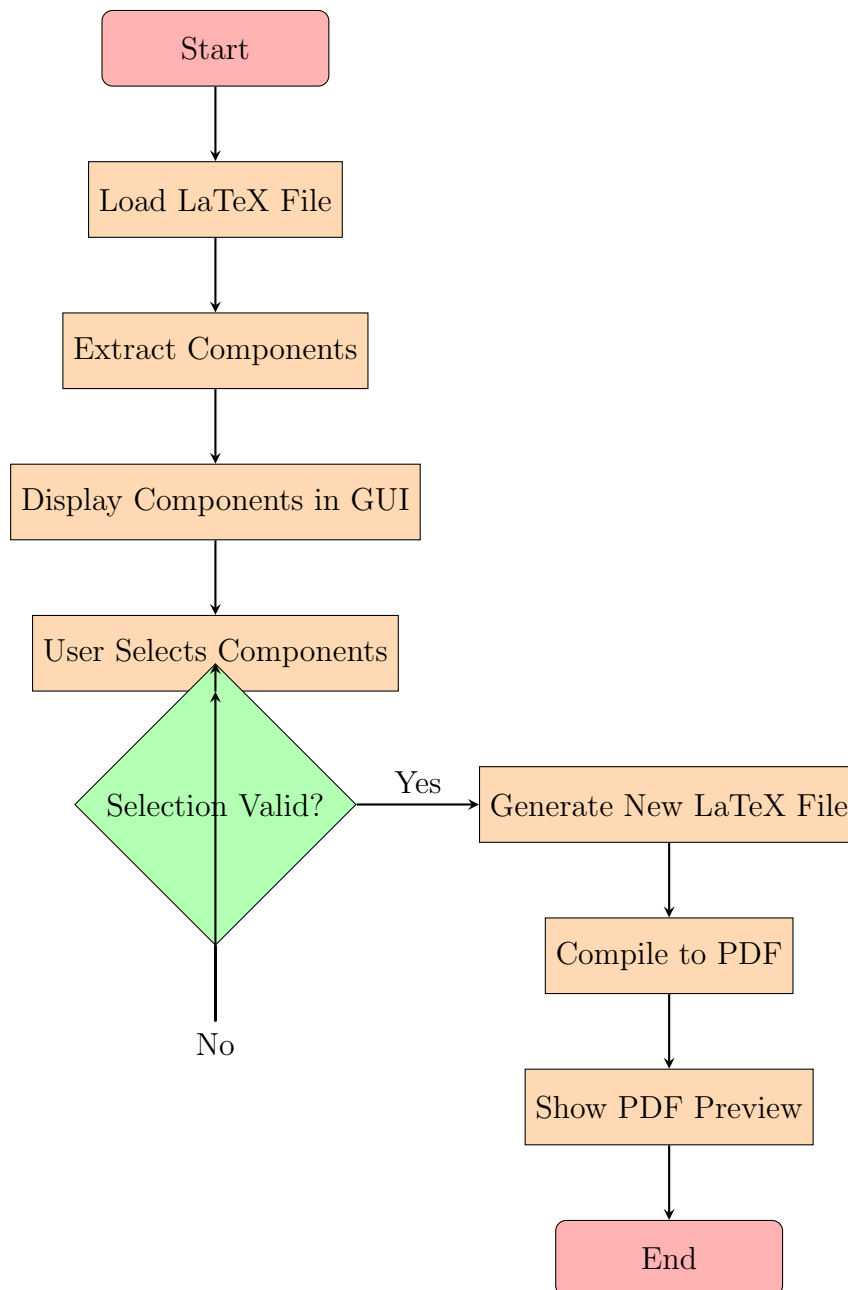 Start
Load LaTeX File
Extract Components
Display Components in GUI
User Selects Components
Selection Valid?
Yes
Generate New LaTeX File
Compile to PDF
No
Show PDF Preview
End